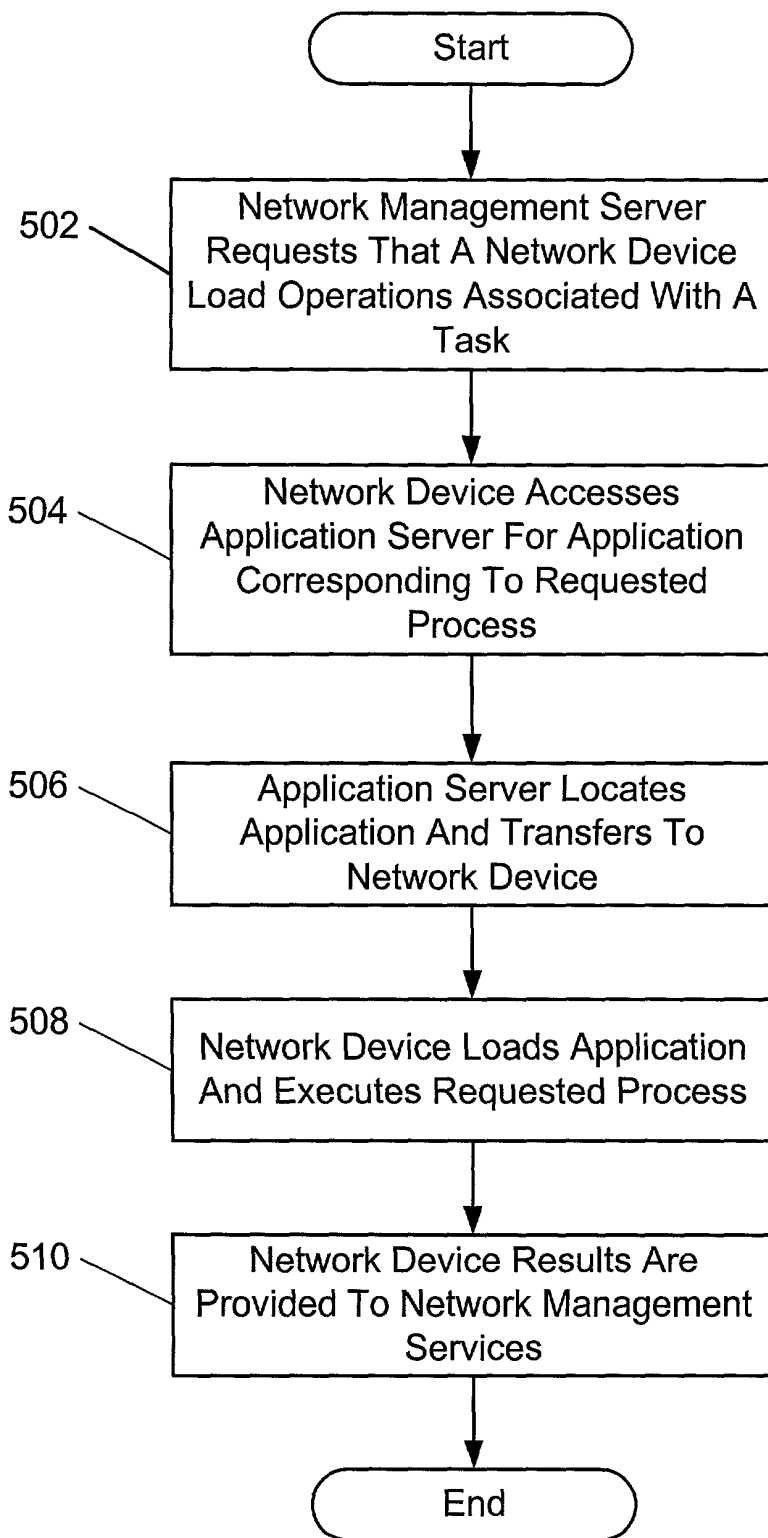 Start
502
Network Management Server
Requests That A Network Device
Load Operations Associated With A
Task
504
Network Device Accesses
Application Server For Application
Corresponding To Requested
Process
506
Application Server Locates
Application And Transfers To
Network Device
508
Network Device Loads Application
And Executes Requested Process
510
Network Device Results Are
Provided To Network Management
Services
End